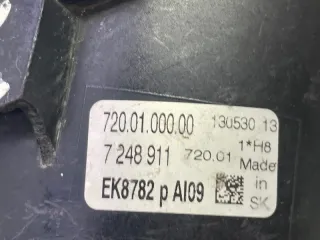 720.01.000.00 130530 13
7 248 911 720.01 1*H8
Made
EK8782 p AI09 in
SK